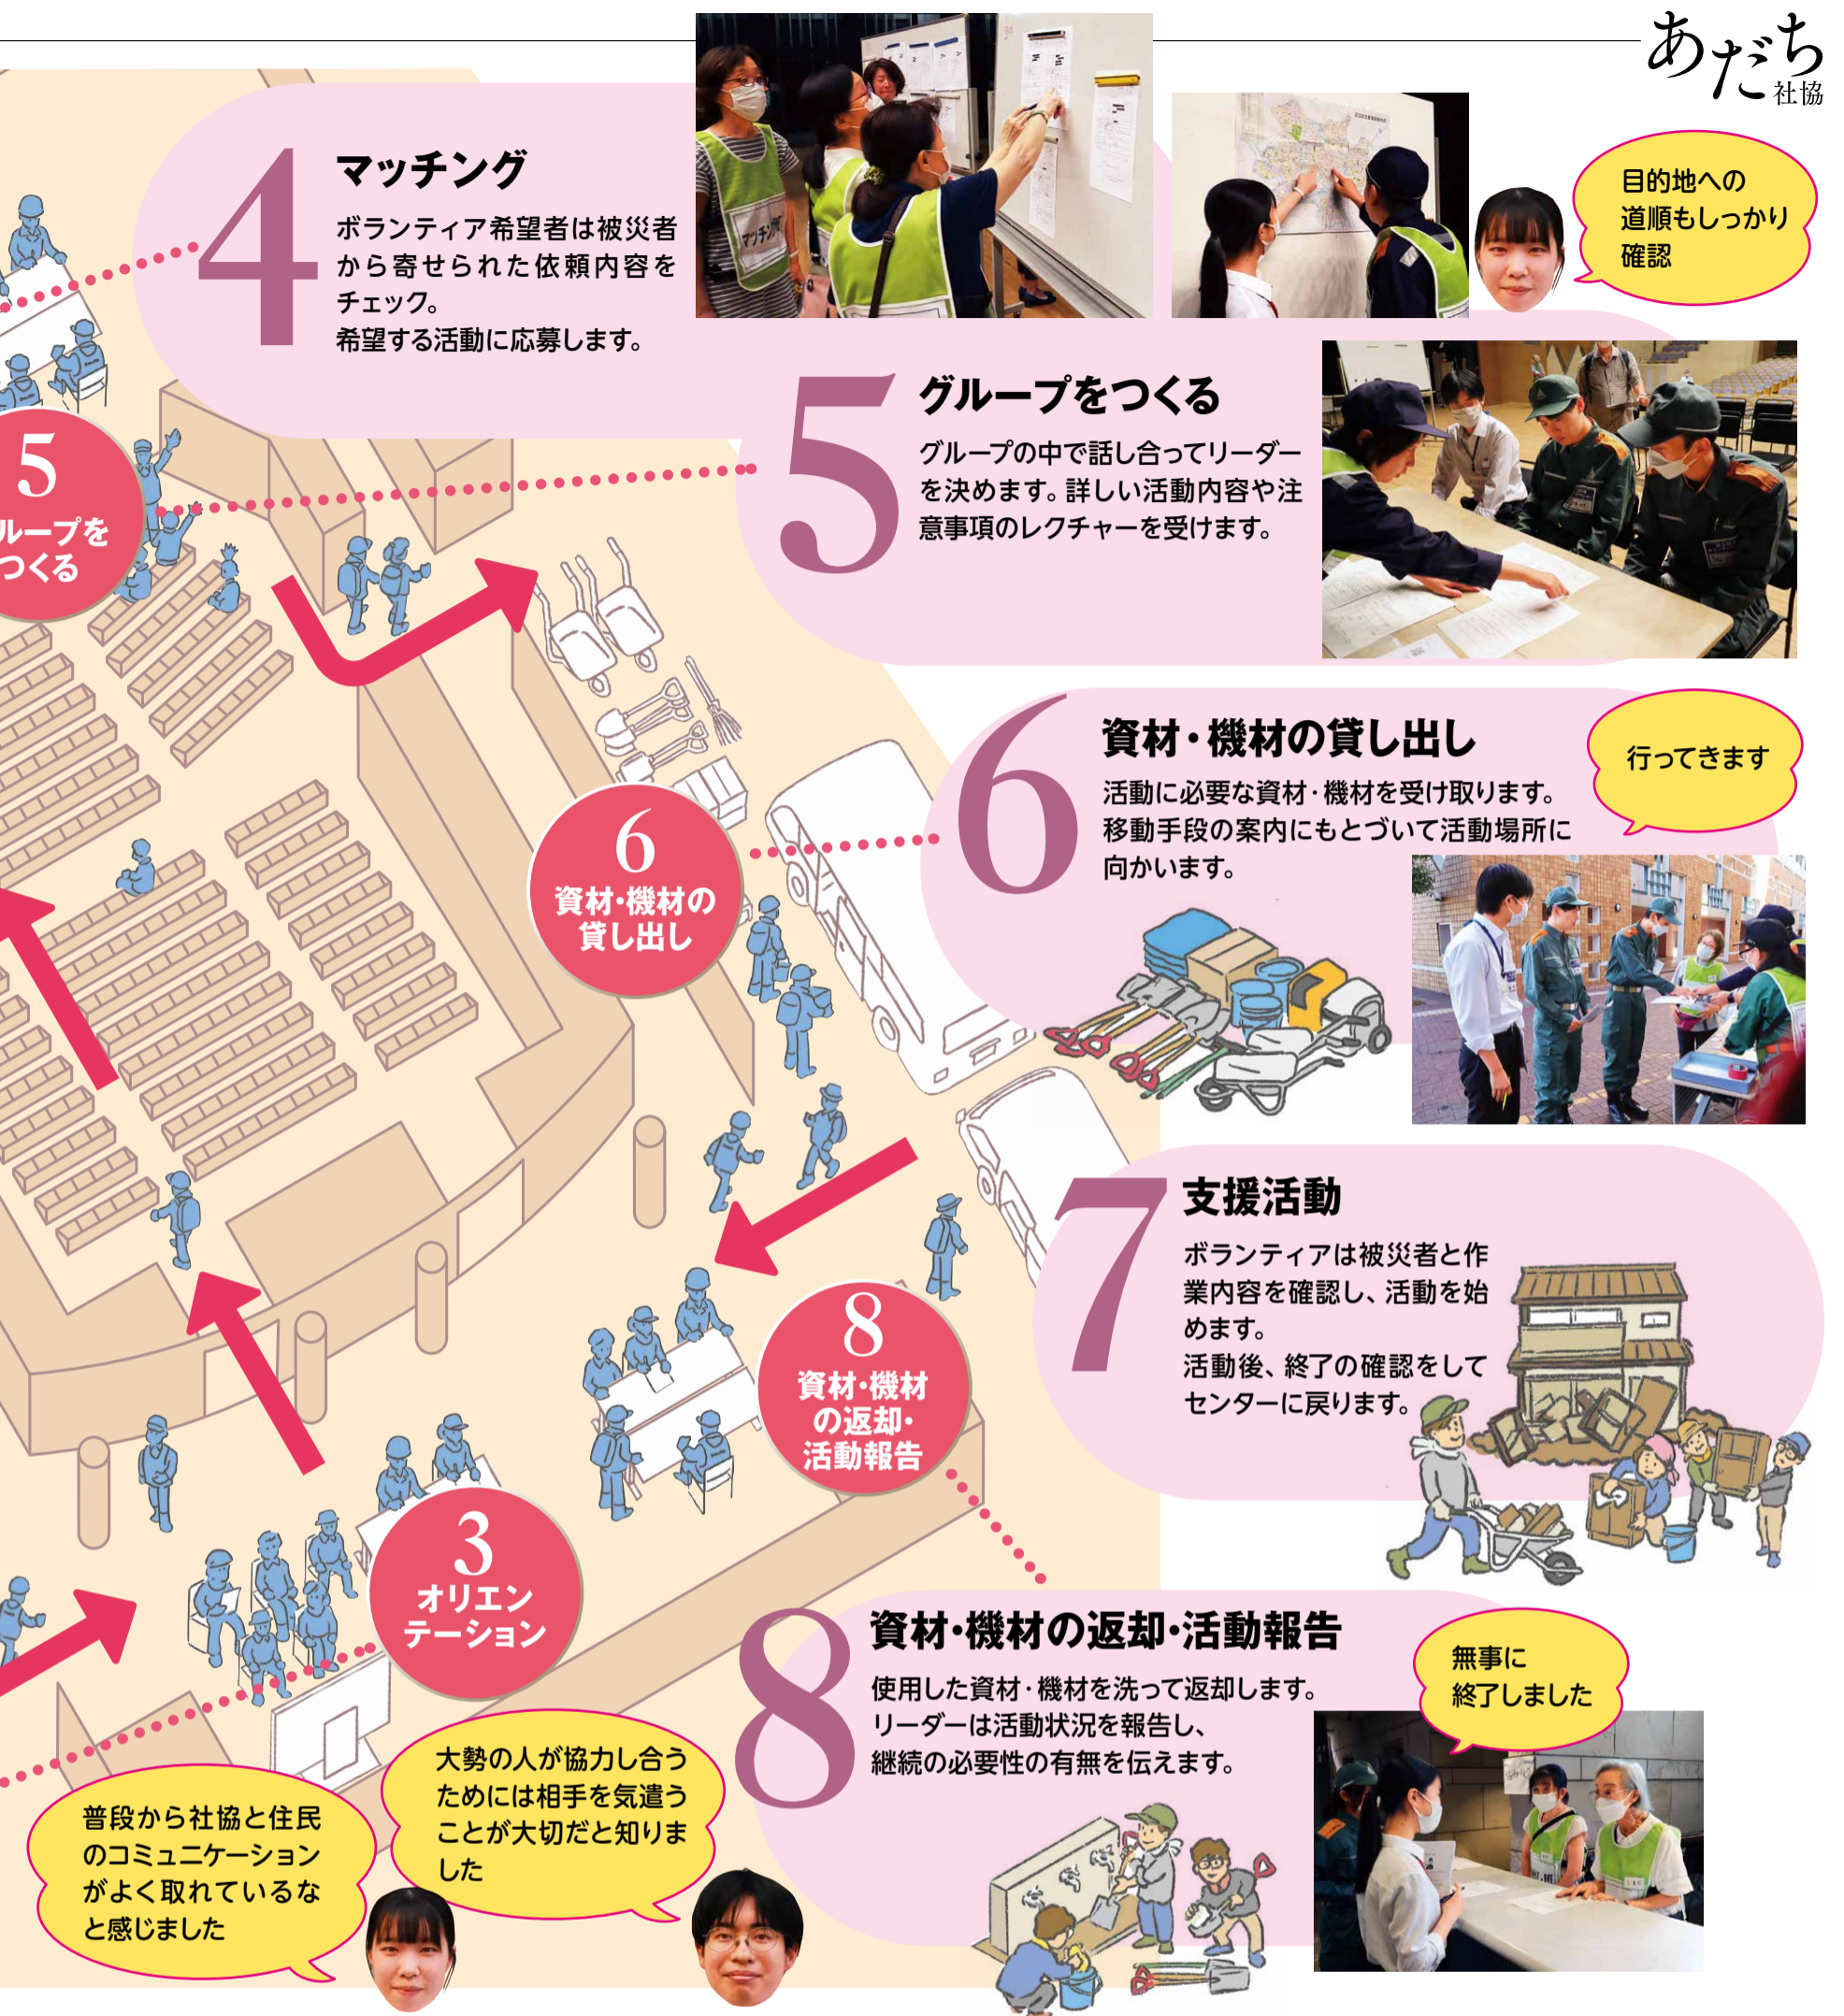 あだち
社協
4
マッチング
ボランティア希望者は被災者
から寄せられた依頼内容を
チェック。
希望する活動に応募します。
マッチング
目的地への
道順もしっかり
確認
5
グループをつくる
グループの中で話し合ってリーダー
を決めます。詳しい活動内容や注
意事項のレクチャーを受けます。
5
ループを
つくる
6
資材・機材の貸し出し
活動に必要な資材・機材を受け取ります。
移動手段の案内にもとづいて活動場所に
向かいます。
行ってきます
6
資材・機材の
貸し出し
7
支援活動
ボランティアは被災者と作
業内容を確認し、活動を始
めます。
活動後、終了の確認をして
センターに戻ります。
8
資材・機材
の返却・
活動報告
3
オリエン
テーション
8
資材・機材の返却・活動報告
使用した資材・機材を洗って返却します。
リーダーは活動状況を報告し、
継続の必要性の有無を伝えます。
無事に
終了しました
大勢の人が協力し合う
ためには相手を気遣う
ことが大切だと知りま
した
普段から社協と住民
のコミュニケーション
がよく取れているな
と感じました